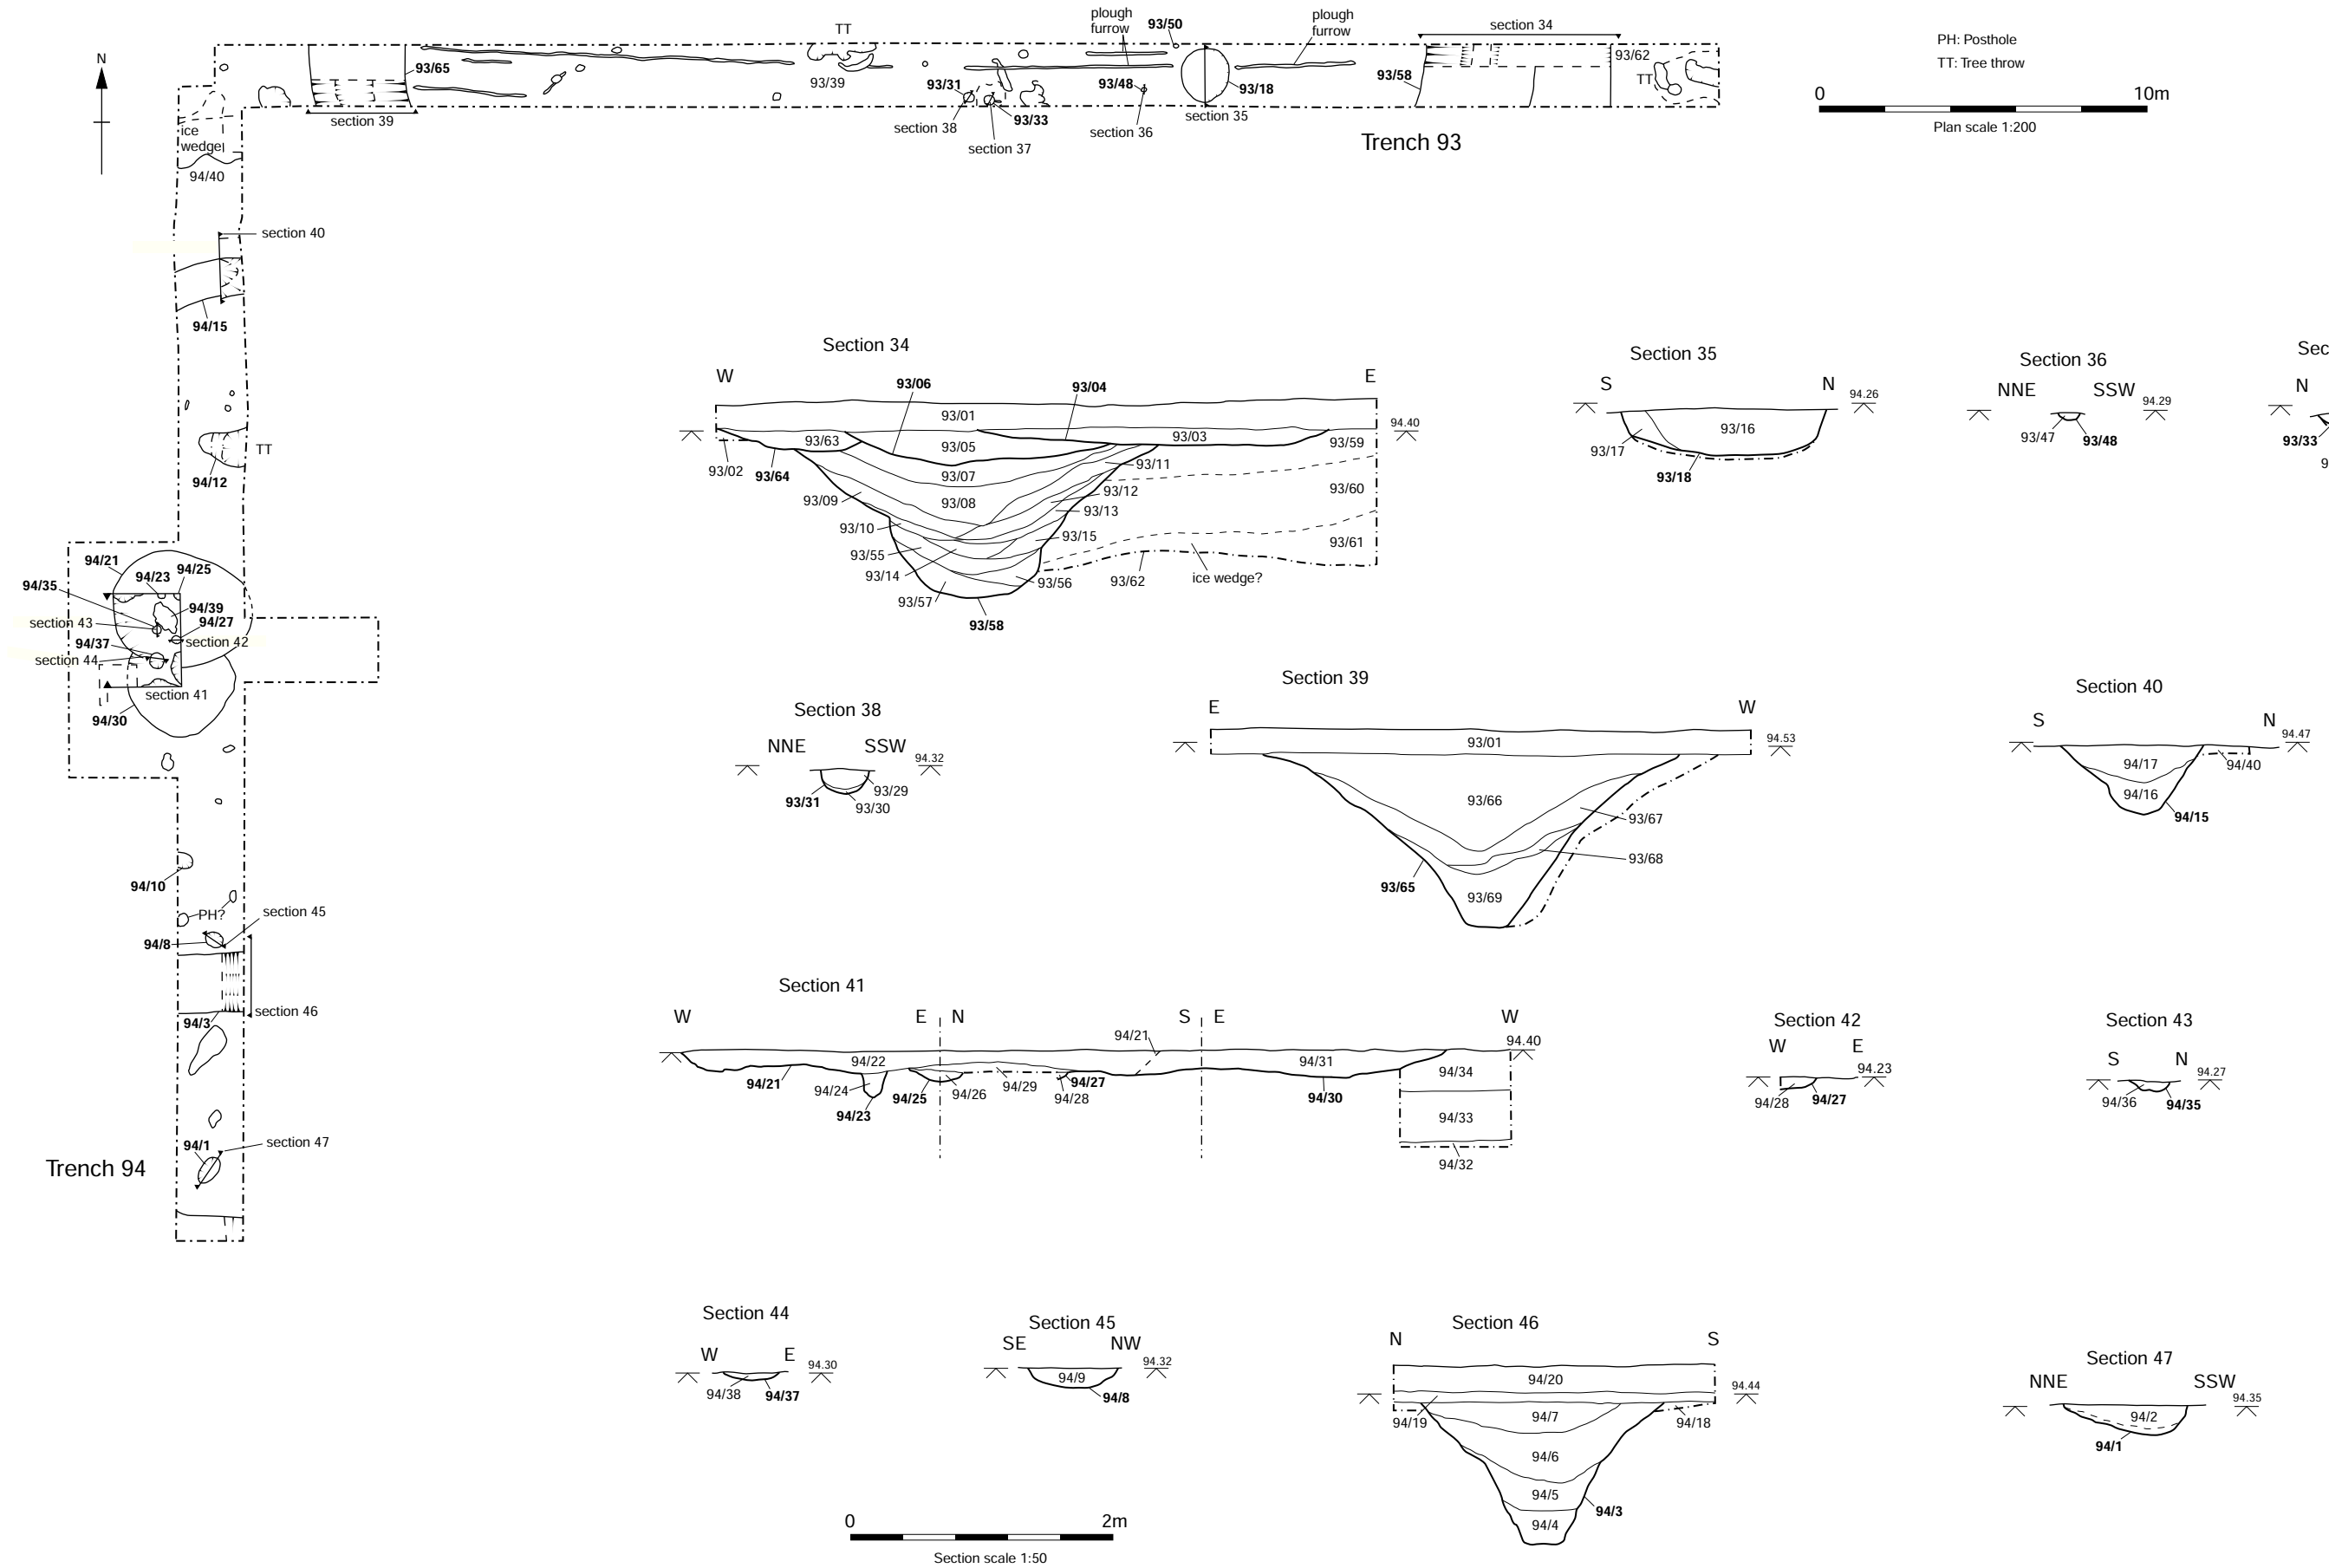 N
TT
plough
furrow
93/50
plough
furrow
section 34
PH: Posthole
TT: Tree throw
93/65
93/39
93/31
93/48
93/18
93/58
93/62
TT
section 39
section 38
93/33
section 36
section 35
section 37
Trench 93
0
10m
Plan scale 1:200
ice
wedge
94/40
section 40
94/15
TT
94/12
94/21
94/23
94/25
94/35
94/39
section 43
94/27
94/37
section 42
section 44
section 41
94/30
94/10
PH?
section 45
94/8
section 46
94/3
94/1
section 47
Trench 94
Section 34
W
E
93/06
93/04
93/01
94.40
93/63
93/05
93/03
93/59
93/02
93/64
93/07
93/11
93/09
93/08
93/12
93/60
93/13
93/10
93/15
93/55
93/61
93/14
93/56
93/62
ice wedge?
93/57
93/58
Section 35
S
N
94.26
93/17
93/16
93/18
Section 36
NNE
SSW
94.29
93/47
93/48
Sec
N
93/33
9
Section 38
NNE
SSW
94.32
93/31
93/29
93/30
Section 39
E
W
93/01
94.53
93/66
93/67
93/68
93/65
93/69
Section 40
S
N
94.47
94/17
94/40
94/16
94/15
Section 41
W
E
N
S
E
W
94/21
94.40
94/22
94/31
94/34
94/21
94/24
94/25
94/26
94/29
94/27
94/28
94/30
94/23
94/33
94/32
Section 42
W
E
94.23
94/28
94/27
Section 43
S
N
94.27
94/36
94/35
Section 44
W
E
94.30
94/38
94/37
Section 45
SE
NW
94.32
94/9
94/8
Section 46
N
S
94/20
94.44
94/19
94/7
94/18
94/6
94/5
94/3
94/4
Section 47
NNE
SSW
94.35
94/2
94/1
0
2m
Section scale 1:50